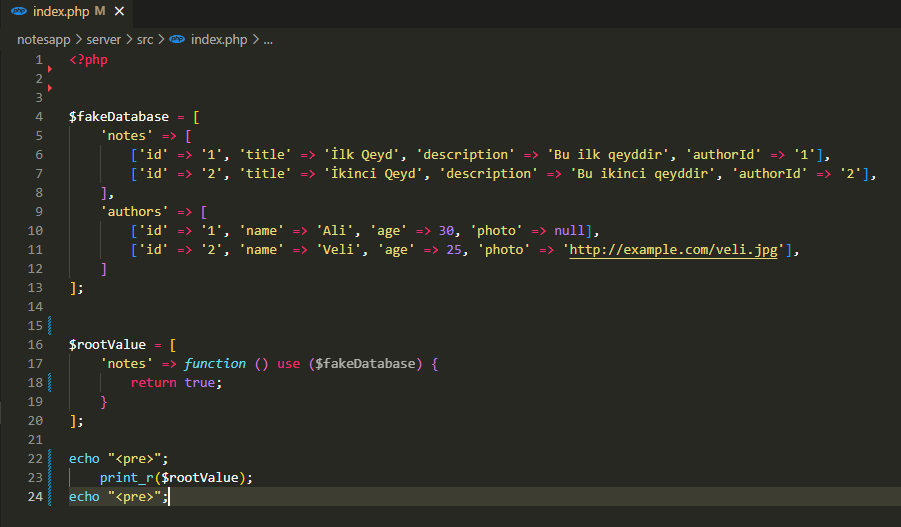 index.php M ×
notesapp > server > src > index.php > ...
1 <?php
2
3
4 $fakeDatabase = [
5     'notes' => [
6         ['id' => '1', 'title' => 'İlk Qeyd', 'description' => 'Bu ilk qeyddir', 'authorId' => '1'],
7         ['id' => '2', 'title' => 'İkinci Qeyd', 'description' => 'Bu ikinci qeyddir', 'authorId' => '2'],
8     ],
9     'authors' => [
10         ['id' => '1', 'name' => 'Ali', 'age' => 30, 'photo' => null],
11         ['id' => '2', 'name' => 'Veli', 'age' => 25, 'photo' => 'http://example.com/veli.jpg'],
12     ]
13 ];
14
15
16 $rootValue = [
17     'notes' => function () use ($fakeDatabase) {
18         return true;
19     }
20 ];
21
22 echo "<pre>";
23     print_r($rootValue);
24 echo "<pre>";